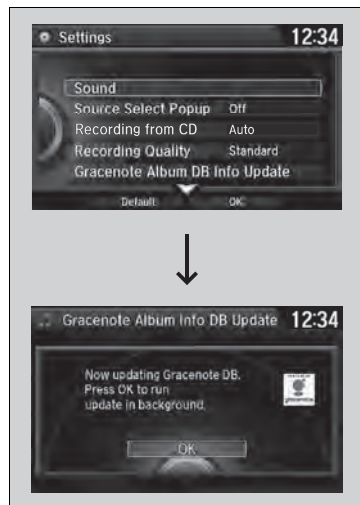 Settings 12:34
Sound
Source Select Popup Off
Recording from CD Auto
Recording Quality Standard
Gracenote Album DB Info Update
Default OK
Gracenote Album Info DB Update 12:34
Now updating Gracenote DB.
Press OK to run
update in background.
gracenote
OK